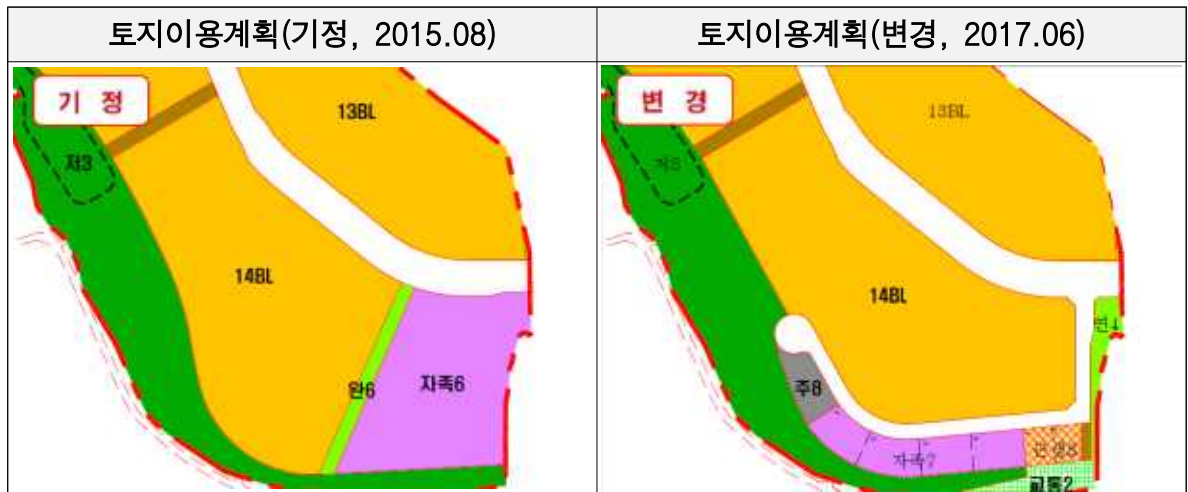 토지이용계획(기정, 2015.08)
토지이용계획(변경, 2017.06)
기 정
13BL
저3
14BL
완6
자족6
변 경
13BL
저3
14BL
주8
자족7
교통2